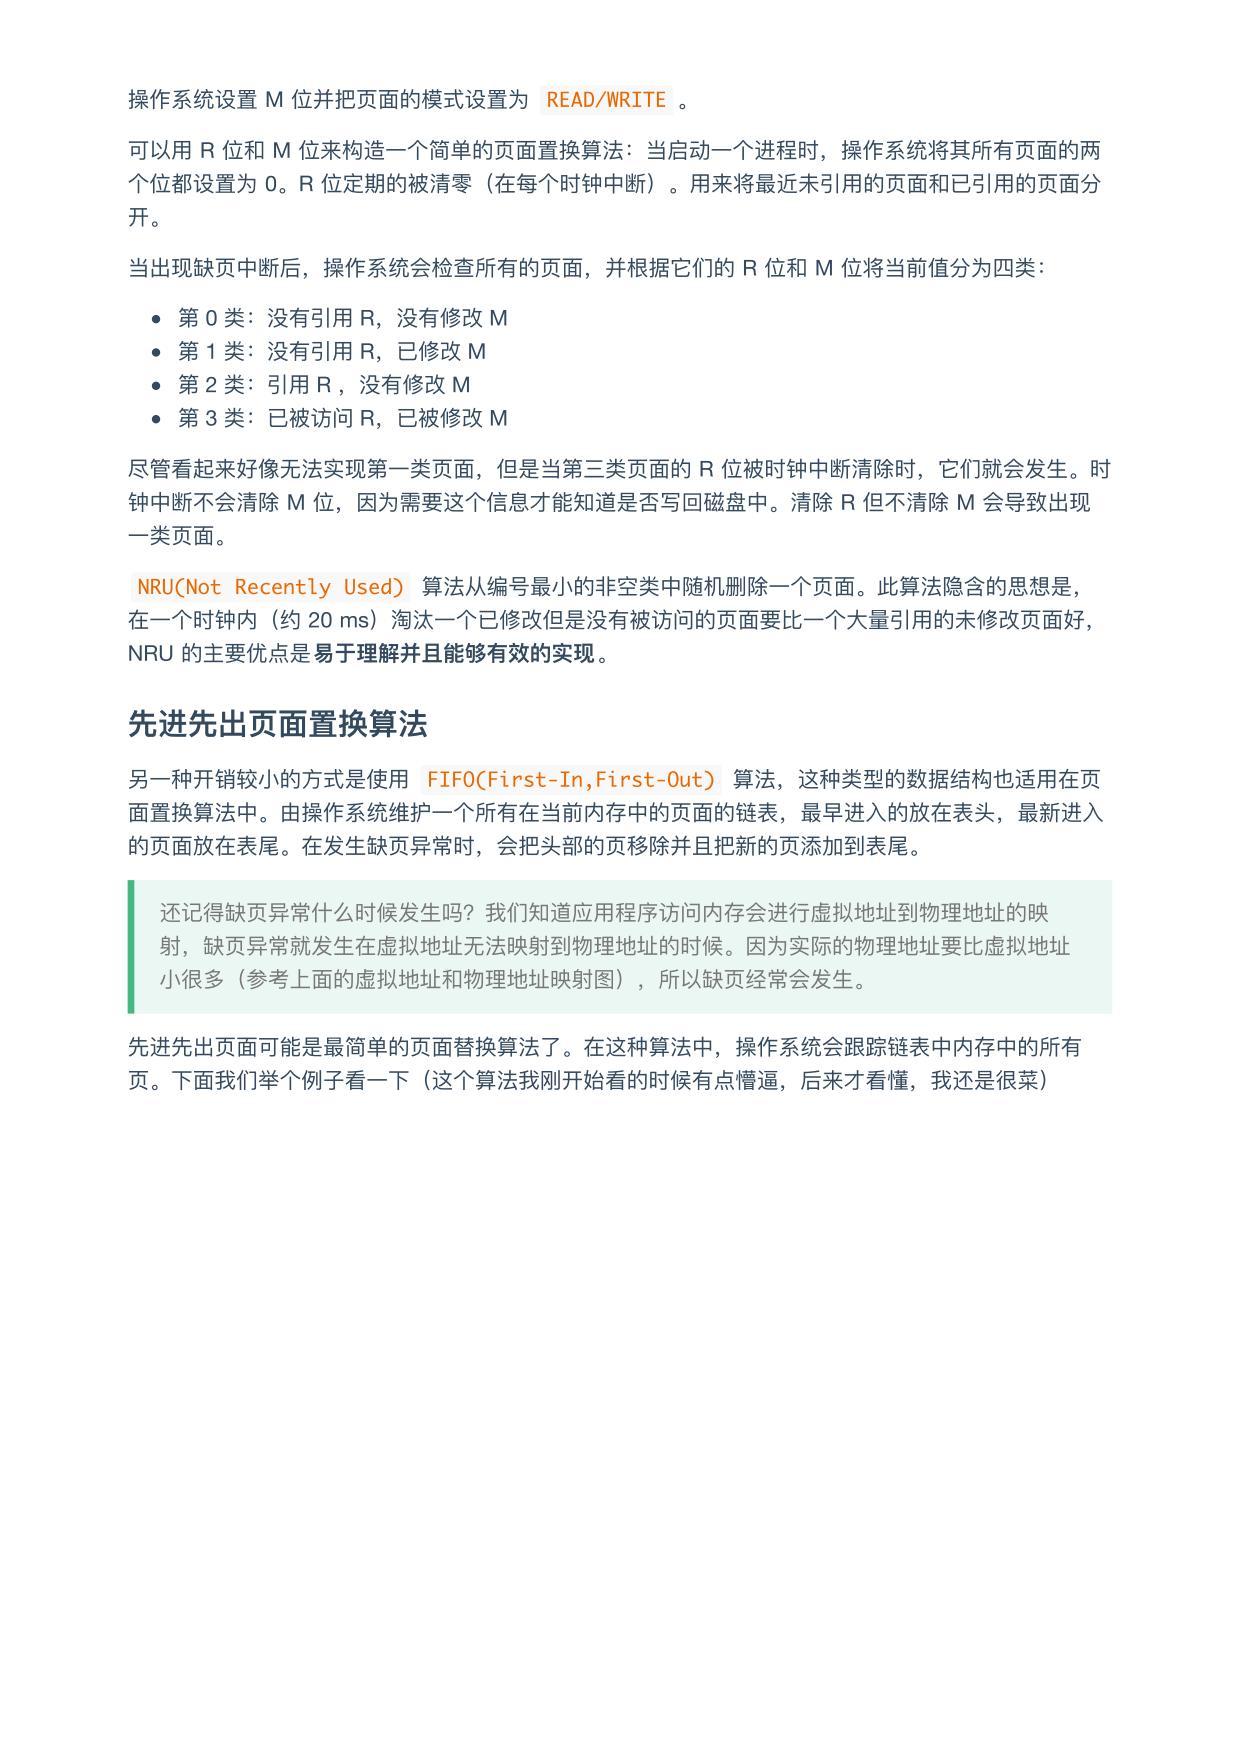 操作系统设置 M 位并把页面的模式设置为 READ/WRITE 。
可以用 R 位和 M 位来构造一个简单的页面置换算法：当启动一个进程时，操作系统将其所有页面的两
个位都设置为 0。R 位定期的被清零（在每个时钟中断）。用来将最近未引用的页面和已引用的页面分
开。
当出现缺页中断后，操作系统会检查所有的页面，并根据它们的 R 位和 M 位将当前值分为四类：
• 第 0 类：没有引用 R，没有修改 M
• 第 1 类：没有引用 R，已修改 M
• 第 2 类：引用 R ，没有修改 M
• 第 3 类：已被访问 R，已被修改 M
尽管看起来好像无法实现第一类页面，但是当第三类页面的 R 位被时钟中断清除时，它们就会发生。时
钟中断不会清除 M 位，因为需要这个信息才能知道是否写回磁盘中。清除 R 但不清除 M 会导致出现
一类页面。
NRU(Not Recently Used) 算法从编号最小的非空类中随机删除一个页面。此算法隐含的思想是，
在一个时钟内（约 20 ms）淘汰一个已修改但是没有被访问的页面要比一个大量引用的未修改页面好，
NRU 的主要优点是易于理解并且能够有效的实现。
先进先出页面置换算法
另一种开销较小的方式是使用 FIFO(First-In,First-Out) 算法，这种类型的数据结构也适用在页
面置换算法中。由操作系统维护一个所有在当前内存中的页面的链表，最早进入的放在表头，最新进入
的页面放在表尾。在发生缺页异常时，会把头部的页移除并且把新的页添加到表尾。
还记得缺页异常什么时候发生吗？我们知道应用程序访问内存会进行虚拟地址到物理地址的映
射，缺页异常就发生在虚拟地址无法映射到物理地址的时候。因为实际的物理地址要比虚拟地址
小很多（参考上面的虚拟地址和物理地址映射图），所以缺页经常会发生。
先进先出页面可能是最简单的页面替换算法了。在这种算法中，操作系统会跟踪链表中内存中的所有
页。下面我们举个例子看一下（这个算法我刚开始看的时候有点懵逼，后来才看懂，我还是很菜）